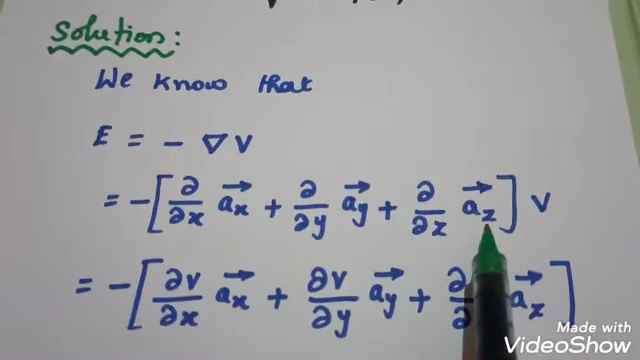 Solution:
We know that
E = - ∇ V
= -[ ∂/∂x a⃗x + ∂/∂y a⃗y + ∂/∂z a⃗z ] V
= -[ ∂V/∂x a⃗x + ∂V/∂y a⃗y + ∂ a⃗z ]
Made with
VideoShow